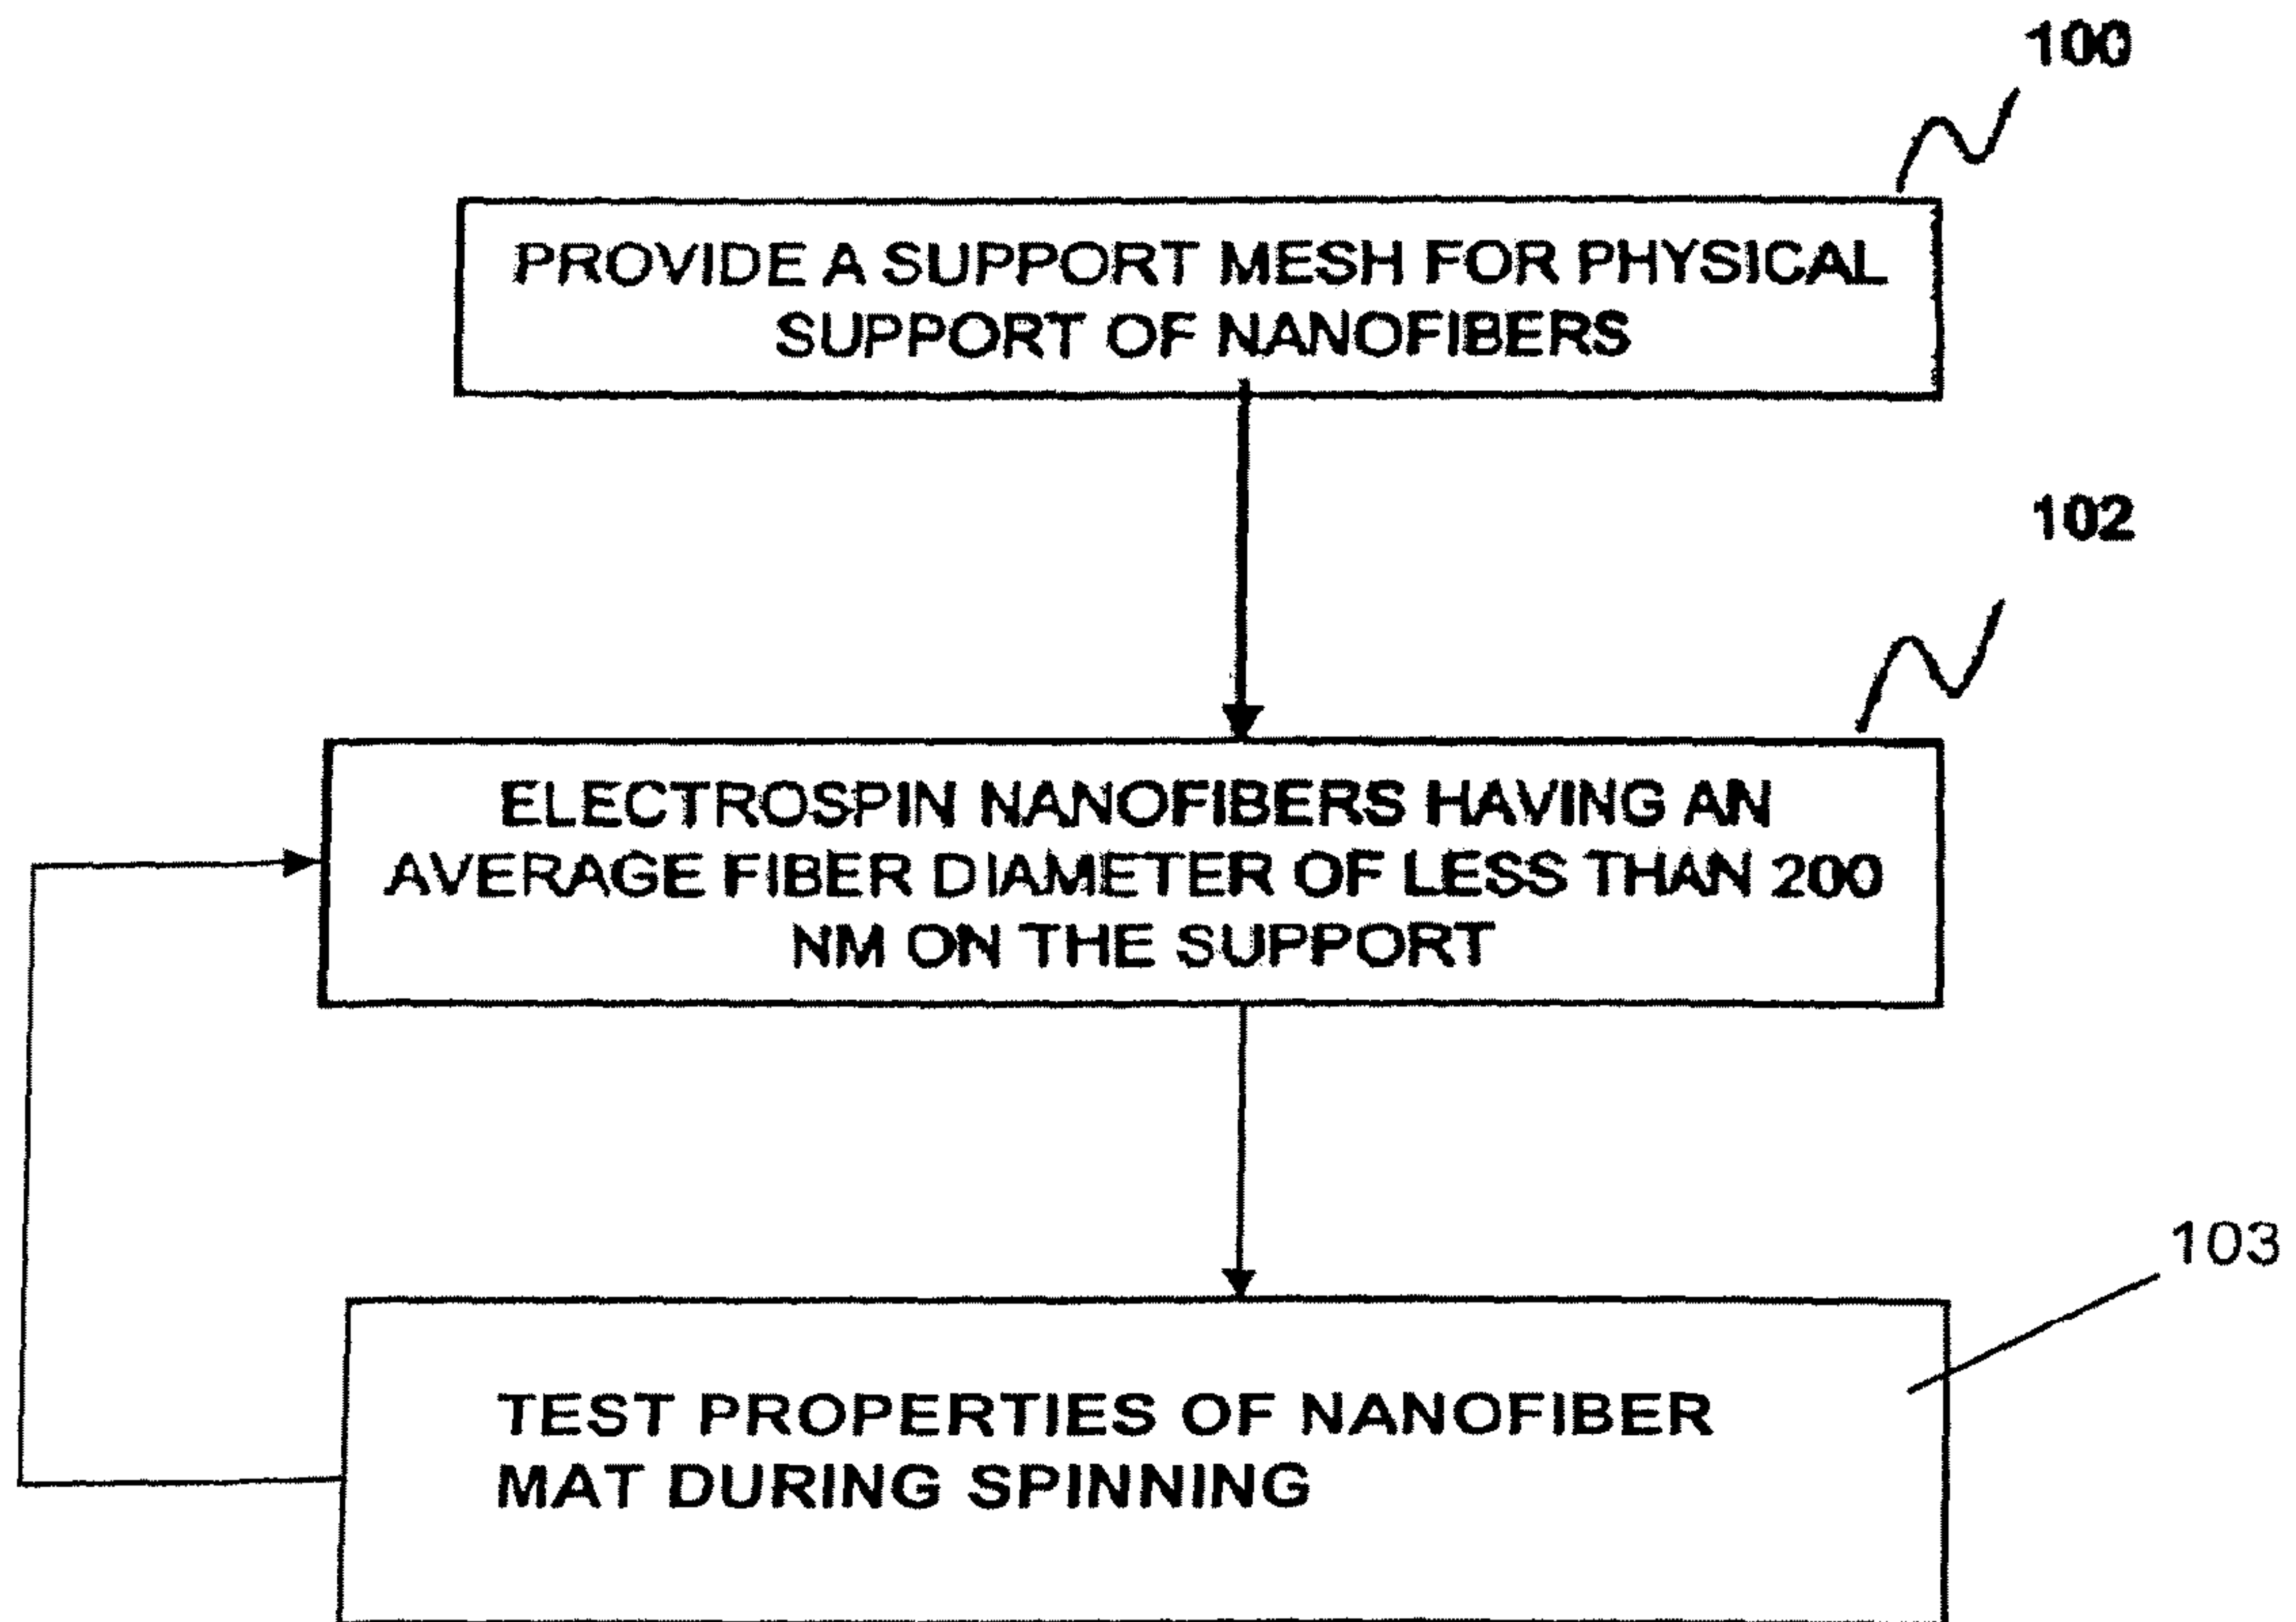 100
PROVIDE A SUPPORT MESH FOR PHYSICAL
SUPPORT OF NANOFIBERS
102
ELECTROSPIN NANOFIBERS HAVING AN
AVERAGE FIBER DIAMETER OF LESS THAN 200
NM ON THE SUPPORT
103
TEST PROPERTIES OF NANOFIBER
MAT DURING SPINNING